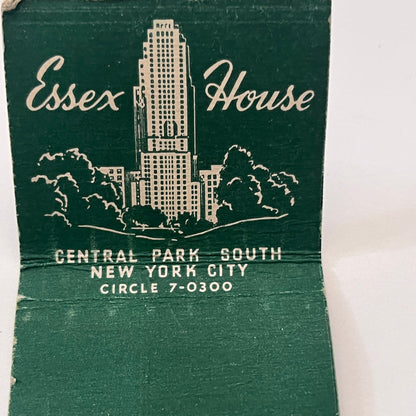 Essex House
CENTRAL PARK SOUTH
NEW YORK CITY
CIRCLE 7-0300